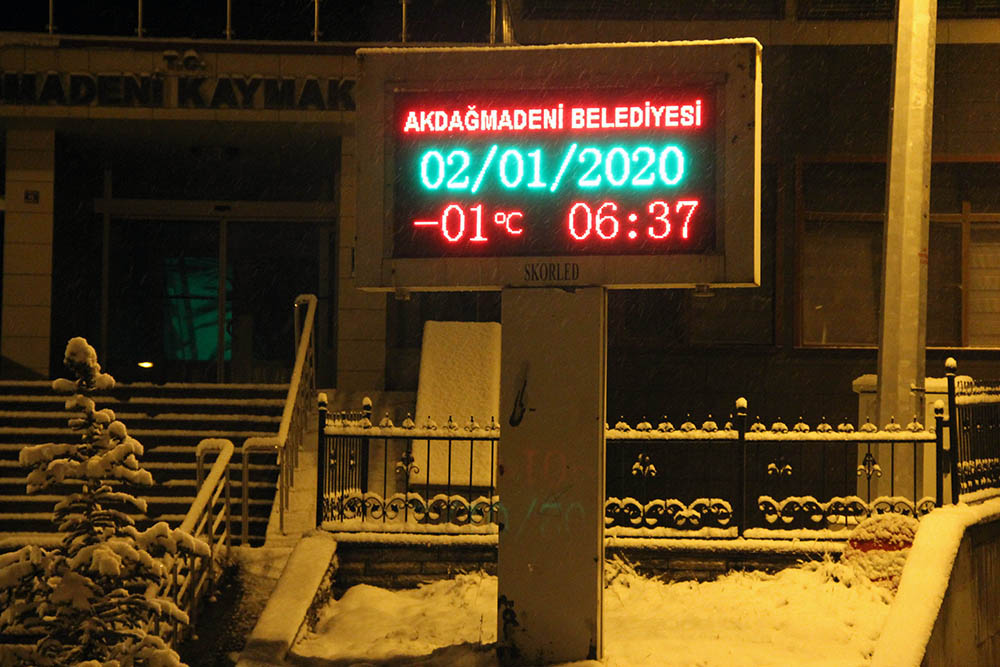 T.C.
MADENİ KAYMAK
AKDAĞMADENİ BELEDİYESİ
02/01/2020
-01°C 06:37
SKORLED